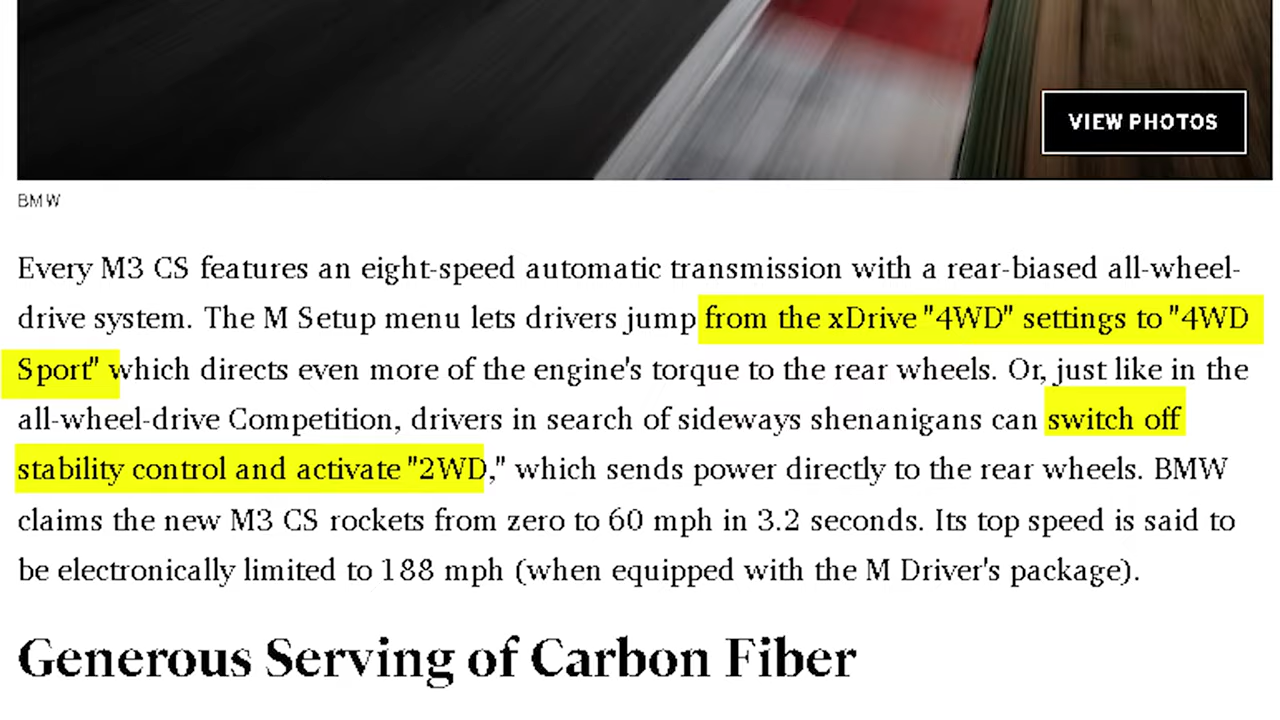 VIEW PHOTOS
BMW
Every M3 CS features an eight-speed automatic transmission with a rear-biased all-wheel-
drive system. The M Setup menu lets drivers jump from the xDrive "4WD" settings to "4WD
Sport" which directs even more of the engine's torque to the rear wheels. Or, just like in the
all-wheel-drive Competition, drivers in search of sideways shenanigans can switch off
stability control and activate "2WD," which sends power directly to the rear wheels. BMW
claims the new M3 CS rockets from zero to 60 mph in 3.2 seconds. Its top speed is said to
be electronically limited to 188 mph (when equipped with the M Driver's package).
Generous Serving of Carbon Fiber